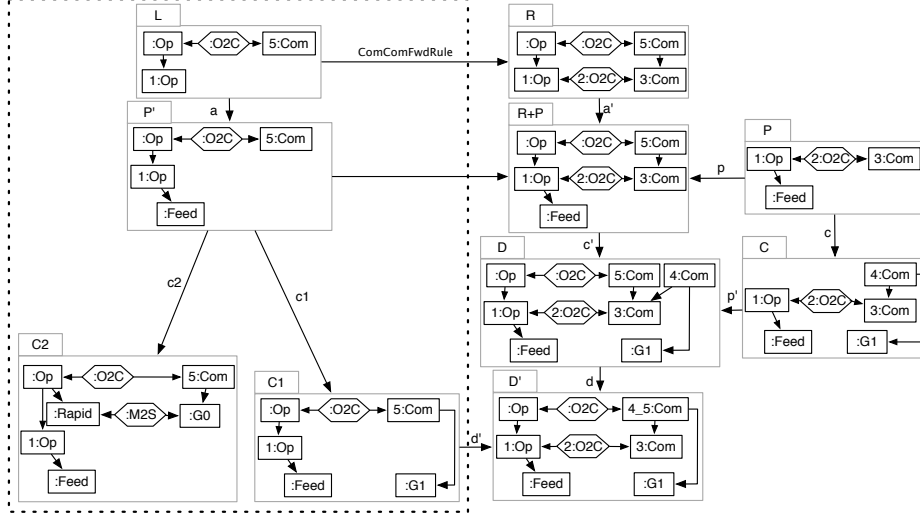 L
:Op :O2C 5:Com
1:Op
ComComFwdRule
R
:Op :O2C 5:Com
1:Op 2:O2C 3:Com
a
a'
P'
:Op :O2C 5:Com
1:Op
:Feed
R+P
:Op :O2C 5:Com
1:Op 2:O2C 3:Com
:Feed
p
P
1:Op 2:O2C 3:Com
:Feed
c2
c1
c'
c
D
:Op :O2C 5:Com 4:Com
1:Op 2:O2C 3:Com
:Feed :G1
p'
C
4:Com
1:Op 2:O2C 3:Com
:Feed :G1
C2
:Op :O2C 5:Com
:Rapid :M2S :G0
1:Op
:Feed
C1
:Op :O2C 5:Com
1:Op
:Feed :G1
d
d'
D'
:Op :O2C 4_5:Com
1:Op 2:O2C 3:Com
:Feed :G1